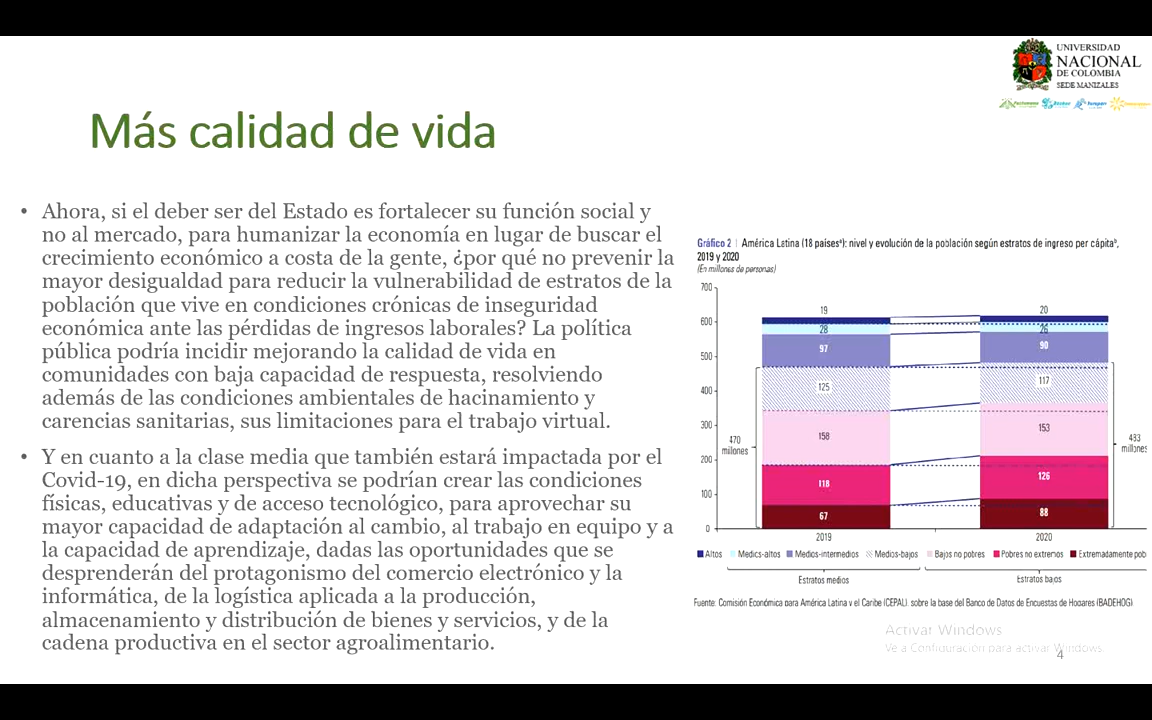 UNIVERSIDAD
NACIONAL
DE COLOMBIA
SEDE MANIZALES
Más calidad de vida
• Ahora, si el deber ser del Estado es fortalecer su función social y
no al mercado, para humanizar la economía en lugar de buscar el
crecimiento económico a costa de la gente, ¿por qué no prevenir la
mayor desigualdad para reducir la vulnerabilidad de estratos de la
población que vive en condiciones crónicas de inseguridad
económica ante las pérdidas de ingresos laborales? La política
pública podría incidir mejorando la calidad de vida en
comunidades con baja capacidad de respuesta, resolviendo
además de las condiciones ambientales de hacinamiento y
carencias sanitarias, sus limitaciones para el trabajo virtual.
• Y en cuanto a la clase media que también estará impactada por el
Covid-19, en dicha perspectiva se podrían crear las condiciones
físicas, educativas y de acceso tecnológico, para aprovechar su
mayor capacidad de adaptación al cambio, al trabajo en equipo y a
la capacidad de aprendizaje, dadas las oportunidades que se
desprenderán del protagonismo del comercio electrónico y la
informática, de la logística aplicada a la producción,
almacenamiento y distribución de bienes y servicios, y de la
cadena productiva en el sector agroalimentario.
Gráfico 2 | América Latina (18 paísesª): nivel y evolución de la población según estratos de ingreso per cápitaᵇ,
2019 y 2020
(En millones de personas)
700
600
500
400
300
200
100
0
19
28
97
125
158
118
67
470
millones
20
26
90
117
153
126
88
483
millones
2019
2020
Altos Medios-altos Medios-intermedios Medios-bajos Bajos no pobres Pobres no extremos Extremadamente pob
Estratos medios
Estratos bajos
Fuente: Comisión Económica para América Latina y el Caribe (CEPAL), sobre la base del Banco de Datos de Encuestas de Hogares (BADEHOG)
Activar Windows
Ve a Configuración para activar Windows.
4